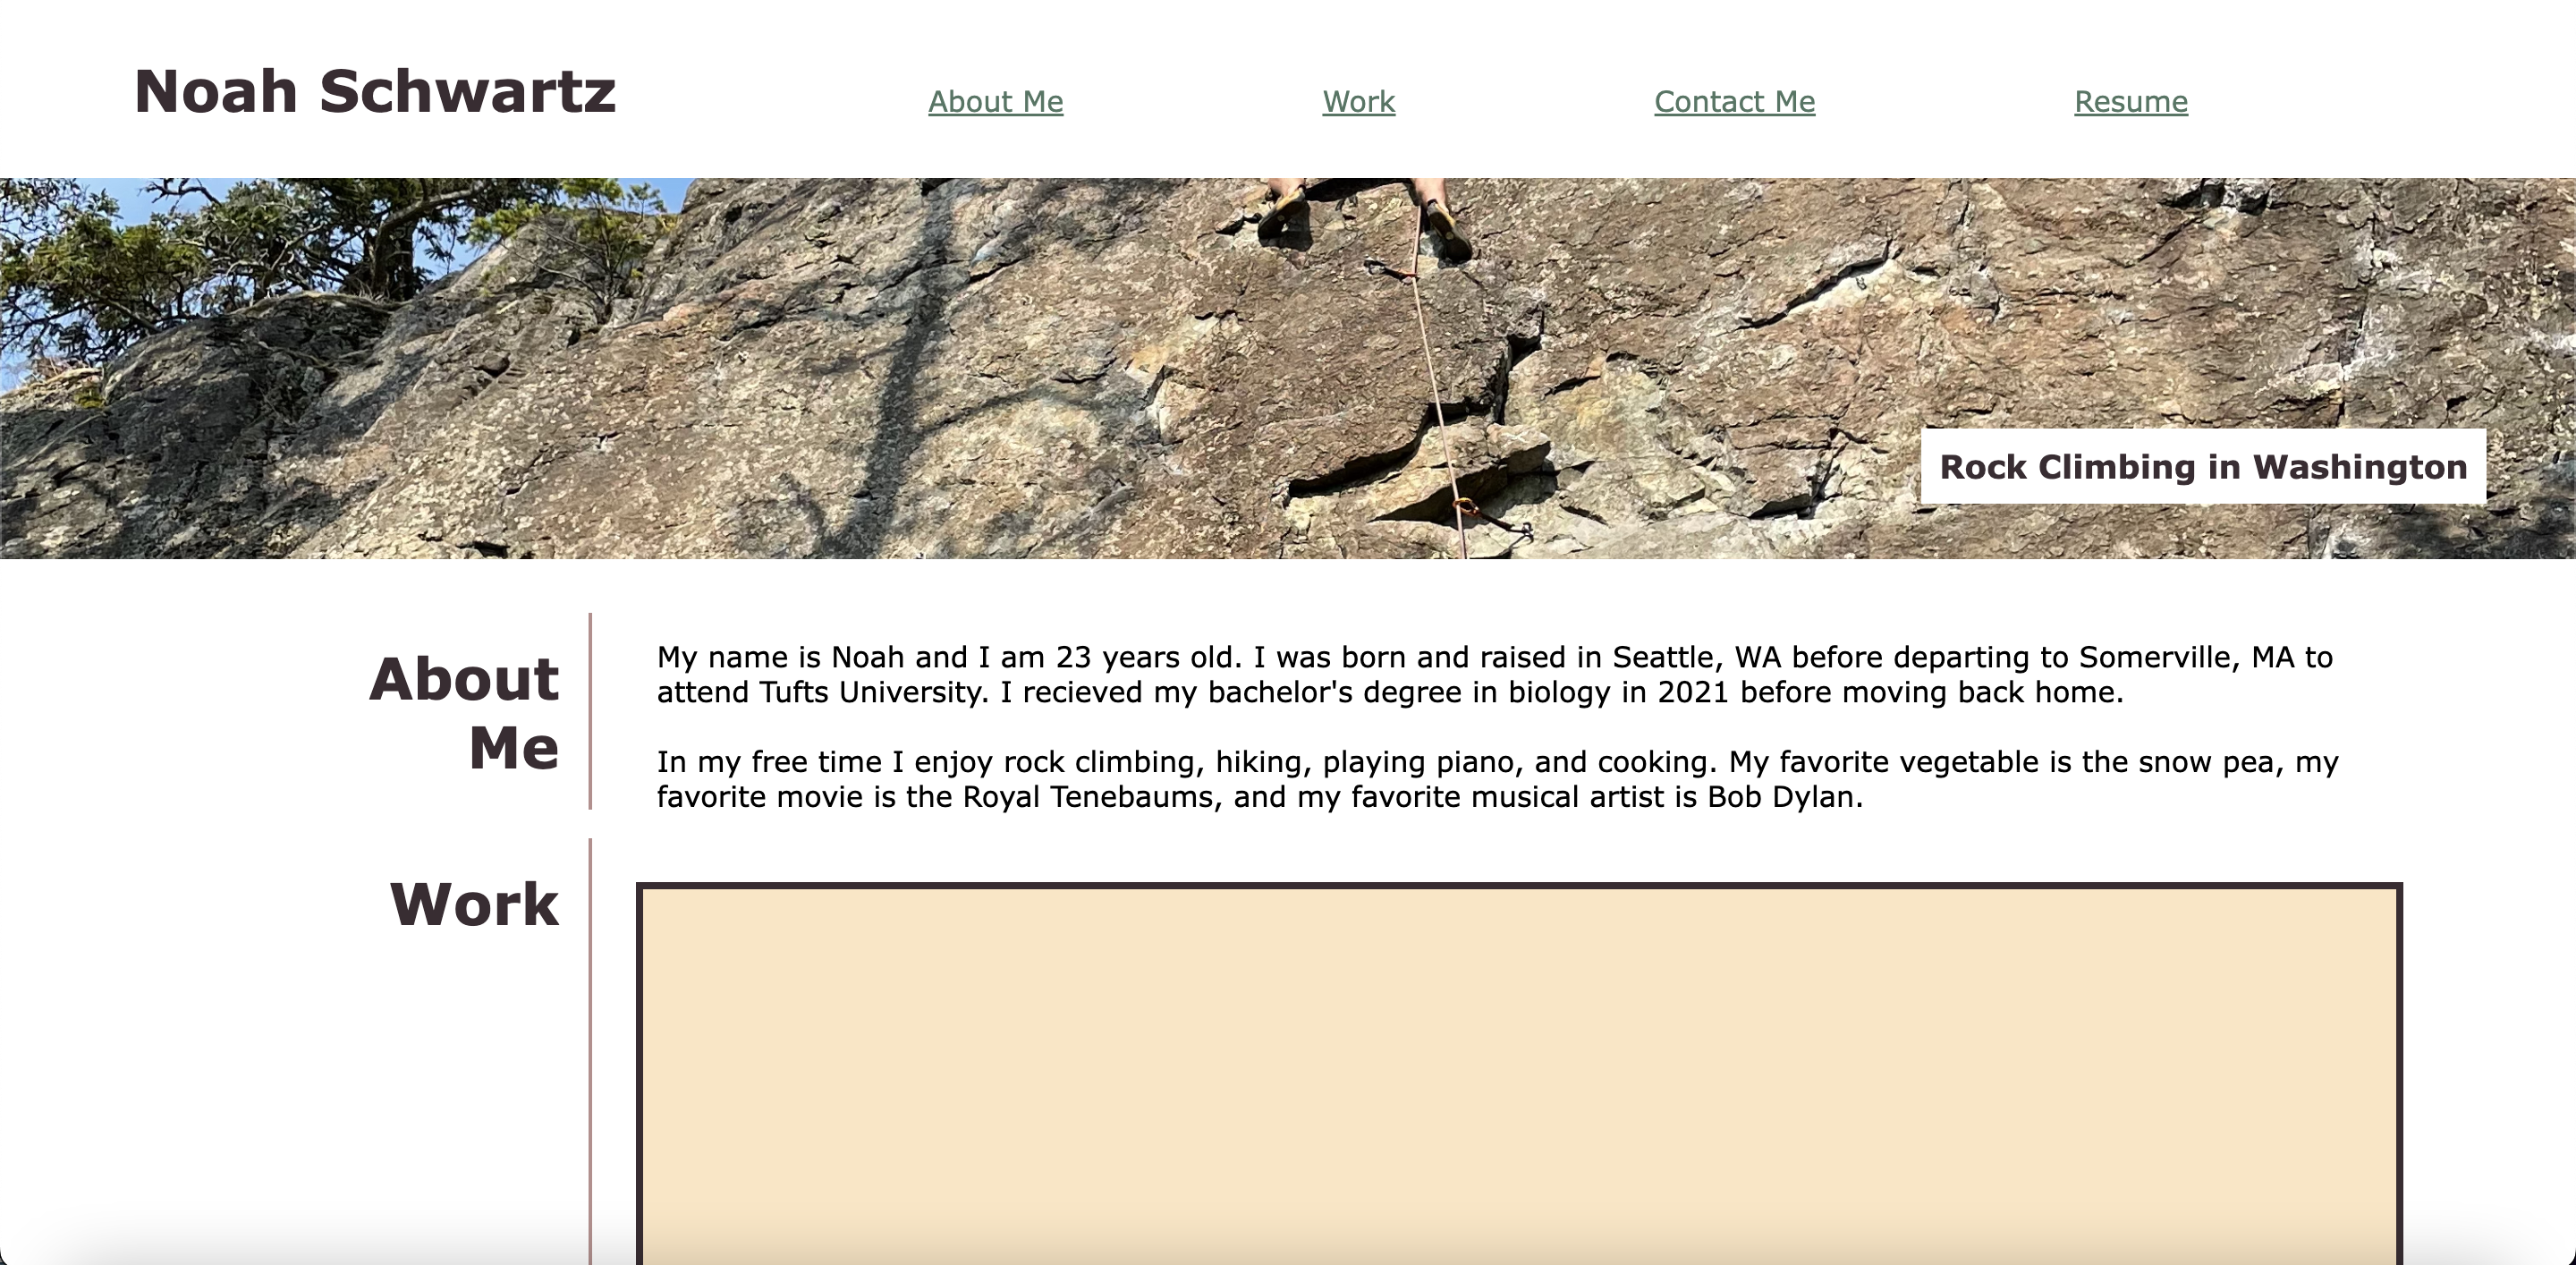 Noah Schwartz
About Me
Work
Contact Me
Resume
Rock Climbing in Washington
About
Me
My name is Noah and I am 23 years old. I was born and raised in Seattle, WA before departing to Somerville, MA to
attend Tufts University. I recieved my bachelor's degree in biology in 2021 before moving back home.
In my free time I enjoy rock climbing, hiking, playing piano, and cooking. My favorite vegetable is the snow pea, my
favorite movie is the Royal Tenebaums, and my favorite musical artist is Bob Dylan.
Work